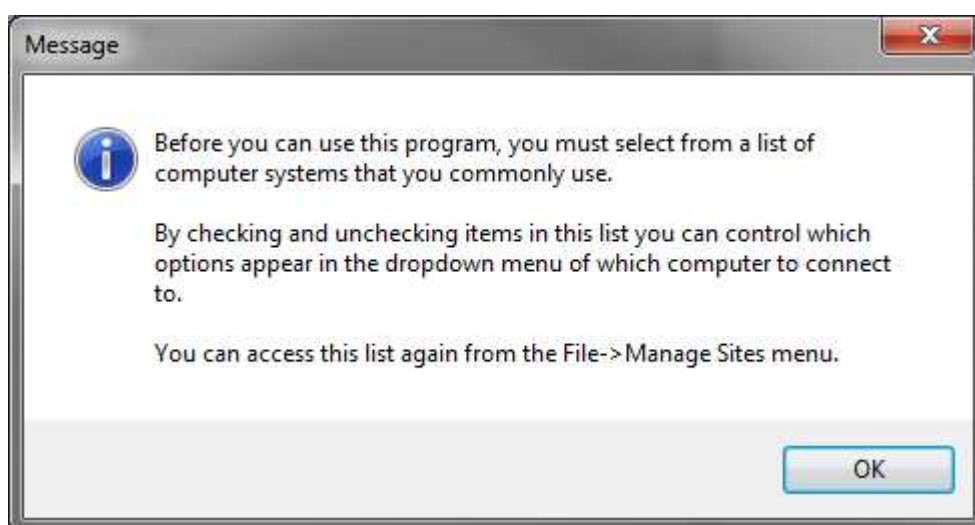 Message
Before you can use this program, you must select from a list of
computer systems that you commonly use.
By checking and unchecking items in this list you can control which
options appear in the dropdown menu of which computer to connect
to.
You can access this list again from the File->Manage Sites menu.
OK